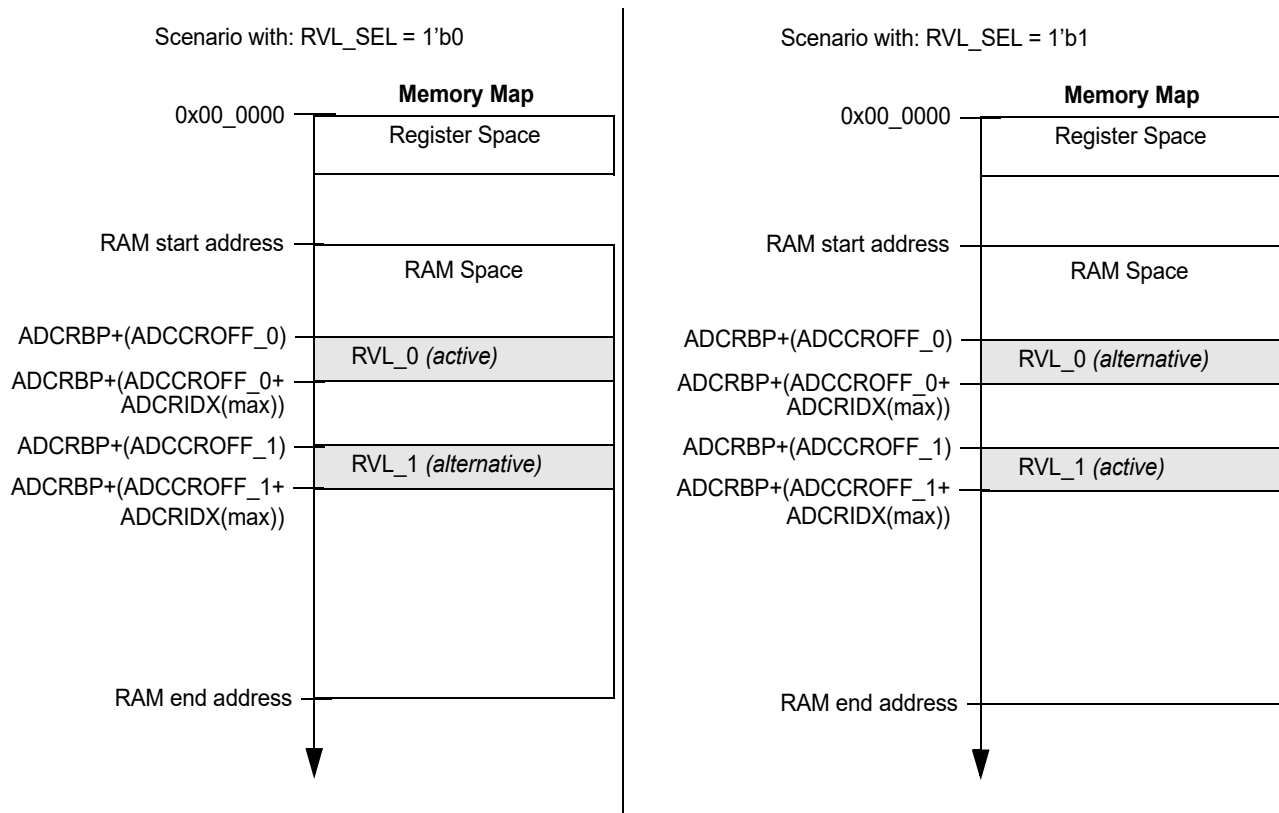 Scenario with: RVL_SEL = 1’b0
Memory Map
0x00_0000
Register Space
RAM start address
RAM Space
ADCRBP+(ADCCROFF_0)
RVL_0 (active)
ADCRBP+(ADCCROFF_0+
ADCRIDX(max))
ADCRBP+(ADCCROFF_1)
RVL_1 (alternative)
ADCRBP+(ADCCROFF_1+
ADCRIDX(max))
RAM end address
Scenario with: RVL_SEL = 1’b1
Memory Map
0x00_0000
Register Space
RAM start address
RAM Space
ADCRBP+(ADCCROFF_0)
RVL_0 (alternative)
ADCRBP+(ADCCROFF_0+
ADCRIDX(max))
ADCRBP+(ADCCROFF_1)
RVL_1 (active)
ADCRBP+(ADCCROFF_1+
ADCRIDX(max))
RAM end address